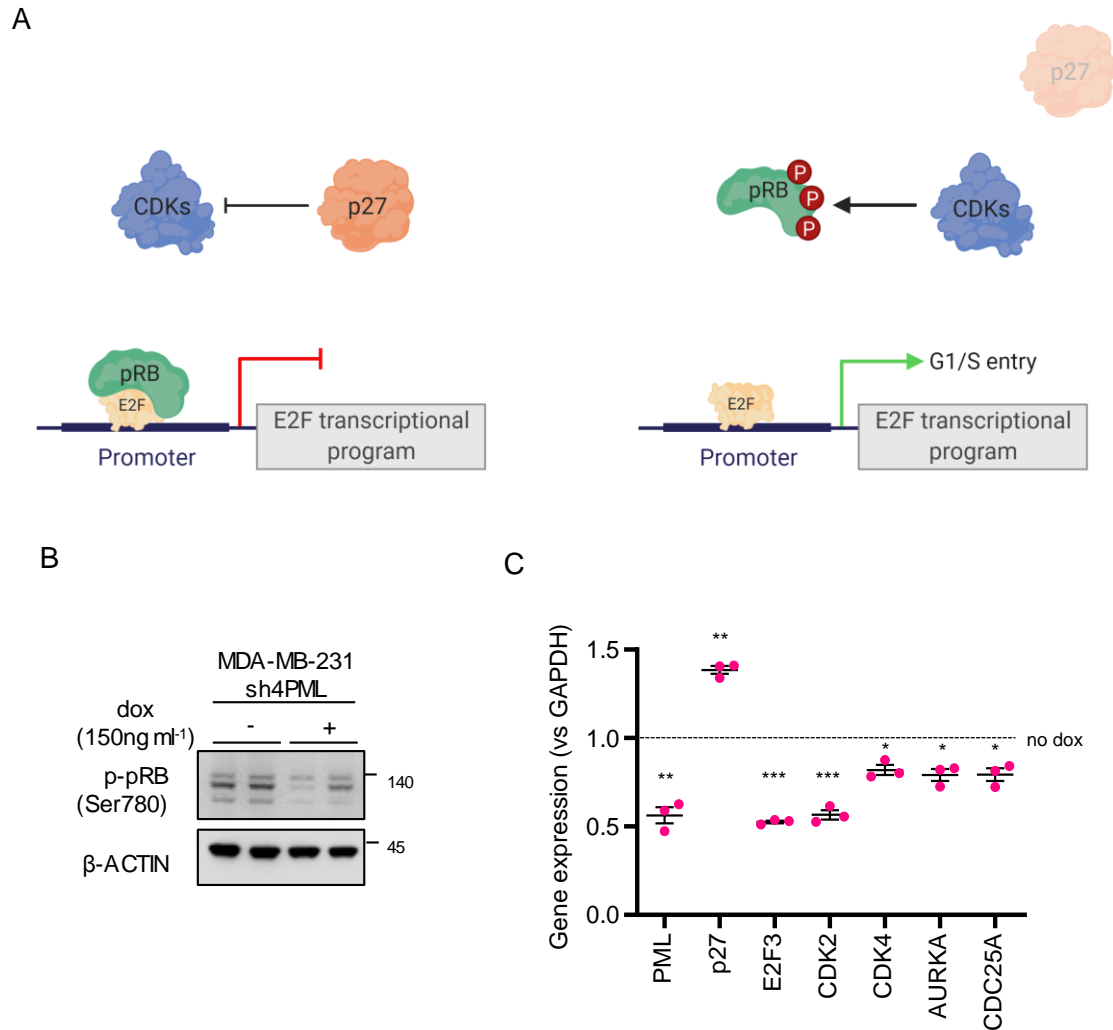 A
p27
CDKs
p27
pRB
P
P
P
CDKs
pRB
E2F
Promoter
E2F transcriptional
program
E2F
G1/S entry
Promoter
E2F transcriptional
program
B
MDA-MB-231
sh4PML
dox
(150ng ml-1)
- +
p-pRB
(Ser780)
140
β-ACTIN
45
C
Gene expression (vs GAPDH)
1.5
1.0
0.5
0.0
no dox
**
**
***
***
*
*
*
PML
p27
E2F3
CDK2
CDK4
AURKA
CDC25A